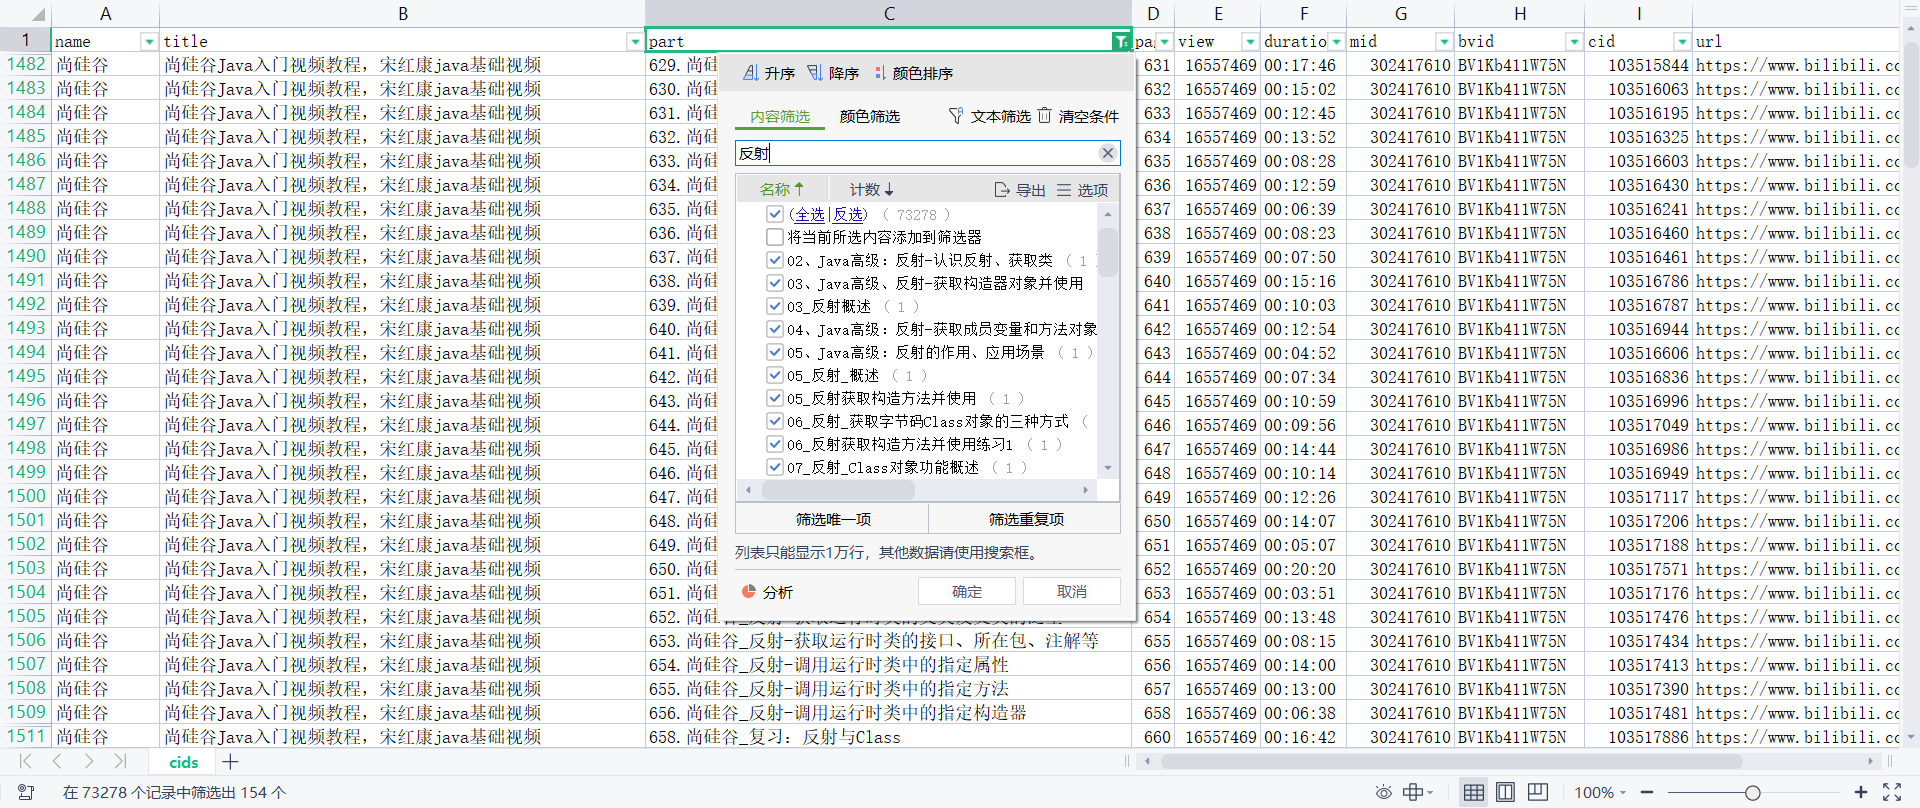 A B C D E F G H I
1 name title part pa view duratio mid bvid cid url
1482 尚硅谷 尚硅谷Java入门视频教程，宋红康java基础视频 629. 尚硅 631 16557469 00:17:46 302417610 BV1Kb411W75N 103515844 https://www.bilibili.co
1483 尚硅谷 尚硅谷Java入门视频教程，宋红康java基础视频 630. 尚硅 632 16557469 00:15:02 302417610 BV1Kb411W75N 103516063 https://www.bilibili.co
1484 尚硅谷 尚硅谷Java入门视频教程，宋红康java基础视频 631. 尚硅 633 16557469 00:12:45 302417610 BV1Kb411W75N 103516195 https://www.bilibili.co
1485 尚硅谷 尚硅谷Java入门视频教程，宋红康java基础视频 632. 尚硅 634 16557469 00:13:52 302417610 BV1Kb411W75N 103516325 https://www.bilibili.co
1486 尚硅谷 尚硅谷Java入门视频教程，宋红康java基础视频 633. 尚硅 635 16557469 00:08:28 302417610 BV1Kb411W75N 103516603 https://www.bilibili.co
1487 尚硅谷 尚硅谷Java入门视频教程，宋红康java基础视频 634. 尚硅 636 16557469 00:12:59 302417610 BV1Kb411W75N 103516430 https://www.bilibili.co
1488 尚硅谷 尚硅谷Java入门视频教程，宋红康java基础视频 635. 尚硅 637 16557469 00:06:39 302417610 BV1Kb411W75N 103516241 https://www.bilibili.co
1489 尚硅谷 尚硅谷Java入门视频教程，宋红康java基础视频 636. 尚硅 638 16557469 00:08:23 302417610 BV1Kb411W75N 103516460 https://www.bilibili.co
1490 尚硅谷 尚硅谷Java入门视频教程，宋红康java基础视频 637. 尚硅 639 16557469 00:07:50 302417610 BV1Kb411W75N 103516461 https://www.bilibili.co
1491 尚硅谷 尚硅谷Java入门视频教程，宋红康java基础视频 638. 尚硅 640 16557469 00:15:16 302417610 BV1Kb411W75N 103516786 https://www.bilibili.co
1492 尚硅谷 尚硅谷Java入门视频教程，宋红康java基础视频 639. 尚硅 641 16557469 00:10:03 302417610 BV1Kb411W75N 103516787 https://www.bilibili.co
1493 尚硅谷 尚硅谷Java入门视频教程，宋红康java基础视频 640. 尚硅 642 16557469 00:12:54 302417610 BV1Kb411W75N 103516944 https://www.bilibili.co
1494 尚硅谷 尚硅谷Java入门视频教程，宋红康java基础视频 641. 尚硅 643 16557469 00:04:52 302417610 BV1Kb411W75N 103516606 https://www.bilibili.co
1495 尚硅谷 尚硅谷Java入门视频教程，宋红康java基础视频 642. 尚硅 644 16557469 00:07:34 302417610 BV1Kb411W75N 103516836 https://www.bilibili.co
1496 尚硅谷 尚硅谷Java入门视频教程，宋红康java基础视频 643. 尚硅 645 16557469 00:10:59 302417610 BV1Kb411W75N 103516996 https://www.bilibili.co
1497 尚硅谷 尚硅谷Java入门视频教程，宋红康java基础视频 644. 尚硅 646 16557469 00:09:56 302417610 BV1Kb411W75N 103517049 https://www.bilibili.co
1498 尚硅谷 尚硅谷Java入门视频教程，宋红康java基础视频 645. 尚硅 647 16557469 00:14:44 302417610 BV1Kb411W75N 103516986 https://www.bilibili.co
1499 尚硅谷 尚硅谷Java入门视频教程，宋红康java基础视频 646. 尚硅 648 16557469 00:10:14 302417610 BV1Kb411W75N 103516949 https://www.bilibili.co
1500 尚硅谷 尚硅谷Java入门视频教程，宋红康java基础视频 647. 尚硅 649 16557469 00:12:26 302417610 BV1Kb411W75N 103517117 https://www.bilibili.co
1501 尚硅谷 尚硅谷Java入门视频教程，宋红康java基础视频 648. 尚硅 650 16557469 00:14:07 302417610 BV1Kb411W75N 103517206 https://www.bilibili.co
1502 尚硅谷 尚硅谷Java入门视频教程，宋红康java基础视频 649. 尚硅 651 16557469 00:05:07 302417610 BV1Kb411W75N 103517188 https://www.bilibili.co
1503 尚硅谷 尚硅谷Java入门视频教程，宋红康java基础视频 650. 尚硅 652 16557469 00:20:20 302417610 BV1Kb411W75N 103517571 https://www.bilibili.co
1504 尚硅谷 尚硅谷Java入门视频教程，宋红康java基础视频 651. 尚硅 653 16557469 00:03:51 302417610 BV1Kb411W75N 103517176 https://www.bilibili.co
1505 尚硅谷 尚硅谷Java入门视频教程，宋红康java基础视频 652. 尚硅 654 16557469 00:13:48 302417610 BV1Kb411W75N 103517476 https://www.bilibili.co
1506 尚硅谷 尚硅谷Java入门视频教程，宋红康java基础视频 653. 尚硅谷_反射-获取运行时类的接口、所在包、注解等 655 16557469 00:08:15 302417610 BV1Kb411W75N 103517434 https://www.bilibili.co
1507 尚硅谷 尚硅谷Java入门视频教程，宋红康java基础视频 654. 尚硅谷_反射-调用运行时类中的指定属性 656 16557469 00:14:00 302417610 BV1Kb411W75N 103517413 https://www.bilibili.co
1508 尚硅谷 尚硅谷Java入门视频教程，宋红康java基础视频 655. 尚硅谷_反射-调用运行时类中的指定方法 657 16557469 00:13:00 302417610 BV1Kb411W75N 103517390 https://www.bilibili.co
1509 尚硅谷 尚硅谷Java入门视频教程，宋红康java基础视频 656. 尚硅谷_反射-调用运行时类中的指定构造器 658 16557469 00:06:38 302417610 BV1Kb411W75N 103517481 https://www.bilibili.co
1511 尚硅谷 尚硅谷Java入门视频教程，宋红康java基础视频 658. 尚硅谷_复习：反射与Class 660 16557469 00:16:42 302417610 BV1Kb411W75N 103517886 https://www.bilibili.co
升序 降序 颜色排序
内容筛选 颜色筛选 文本筛选 清空条件
反射
名称 计数 导出 选项
(全选|反选) （ 73278 ）
将当前所选内容添加到筛选器
02、Java高级：反射-认识反射、获取类 （ 1
03、Java高级、反射-获取构造器对象并使用
03_反射概述 （ 1 ）
04、Java高级：反射-获取成员变量和方法对象
05、Java高级：反射的作用、应用场景 （ 1 ）
05_反射_概述 （ 1 ）
05_反射获取构造方法并使用 （ 1 ）
06_反射_获取字节码Class对象的三种方式 （
06_反射获取构造方法并使用练习1 （ 1 ）
07_反射_Class对象功能概述 （ 1 ）
筛选唯一项 筛选重复项
列表只能显示1万行，其他数据请使用搜索框。
分析 确定 取消
cids
在 73278 个记录中筛选出 154 个 100%